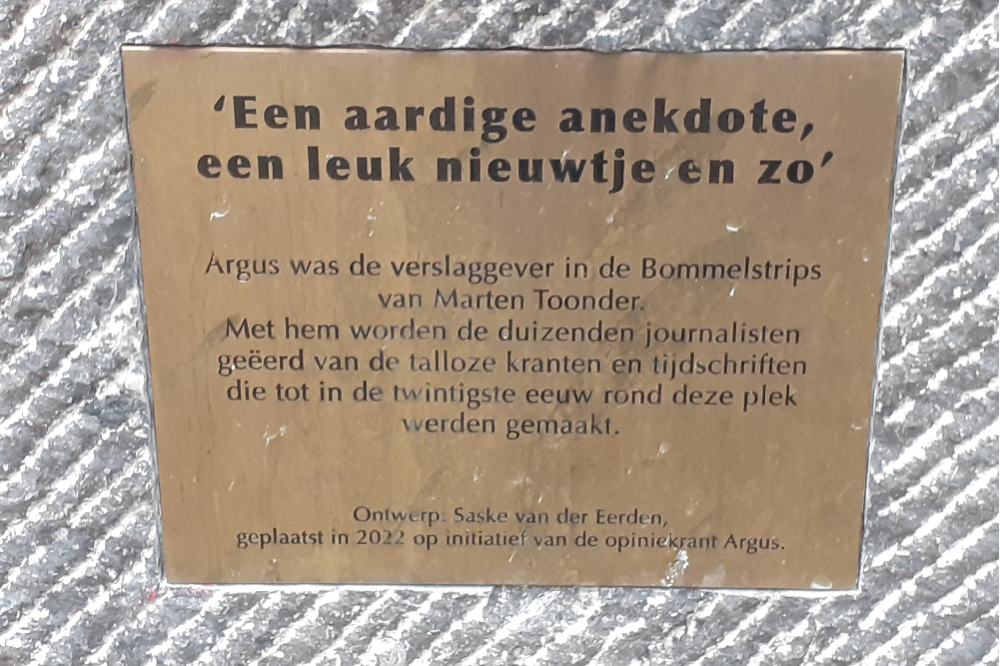 ‘Een aardige anekdote,
een leuk nieuwtje en zo’
Argus was de verslaggever in de Bommelstrips
van Marten Toonder.
Met hem worden de duizenden journalisten
geëerd van de talloze kranten en tijdschriften
die tot in de twintigste eeuw rond deze plek
werden gemaakt.
Ontwerp: Saske van der Eerden,
geplaatst in 2022 op initiatief van de opiniekrant Argus.